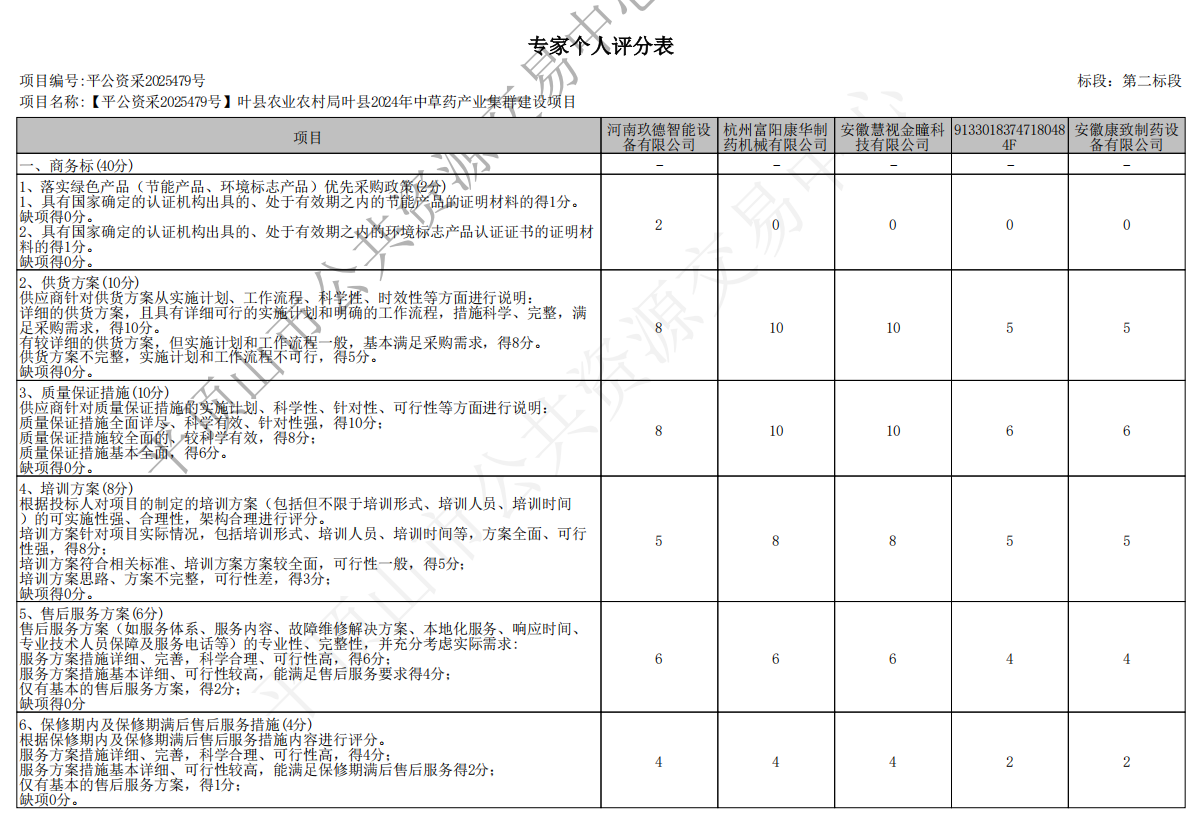 专家个人评分表
项目编号:平公资采2025479号
标段：第二标段
项目名称:【平公资采2025479号】叶县农业农村局叶县2024年中草药产业集群建设项目
项目
河南玖德智能设
备有限公司
杭州富阳康华制
药机械有限公司
安徽慧视金瞳科
技有限公司
9133018374718048
4F
安徽康致制药设
备有限公司
一、商务标(40分)
－ － － － －
1、落实绿色产品（节能产品、环境标志产品）优先采购政策(2分)
1、具有国家确定的认证机构出具的、处于有效期之内的节能产品的证明材料的得1分。
缺项得0分。
2、具有国家确定的认证机构出具的、处于有效期之内的环境标志产品认证证书的证明材
料的得1分。
缺项得0分。
2 0 0 0 0
2、供货方案(10分)
供应商针对供货方案从实施计划、工作流程、科学性、时效性等方面进行说明：
详细的供货方案，且具有详细可行的实施计划和明确的工作流程，措施科学、完整，满
足采购需求，得10分。
有较详细的供货方案，但实施计划和工作流程一般，基本满足采购需求，得8分。
供货方案不完整，实施计划和工作流程不可行，得5分。
缺项得0分。
8 10 10 5 5
3、质量保证措施(10分)
供应商针对质量保证措施的实施计划、科学性、针对性、可行性等方面进行说明：
质量保证措施全面详尽、科学有效、针对性强，得10分；
质量保证措施较全面的、较科学有效，得8分；
质量保证措施基本全面，得6分。
缺项得0分。
8 10 10 6 6
4、培训方案(8分)
根据投标人对项目的制定的培训方案（包括但不限于培训形式、培训人员、培训时间
）的可实施性强、合理性，架构合理进行评分。
培训方案针对项目实际情况，包括培训形式、培训人员、培训时间等，方案全面、可行
性强，得8分；
培训方案符合相关标准、培训方案方案较全面，可行性一般，得5分；
培训方案思路、方案不完整，可行性差，得3分；
缺项得0分。
5 8 8 5 5
5、售后服务方案(6分)
售后服务方案（如服务体系、服务内容、故障维修解决方案、本地化服务、响应时间、
专业技术人员保障及服务电话等）的专业性、完整性，并充分考虑实际需求：
服务方案措施详细、完善，科学合理、可行性高，得6分；
服务方案措施基本详细、可行性较高，能满足售后服务要求得4分；
仅有基本的售后服务方案，得2分；
缺项得0分
6 6 6 4 4
6、保修期内及保修期满后售后服务措施(4分)
根据保修期内及保修期满后售后服务措施内容进行评分。
服务方案措施详细、完善，科学合理、可行性高，得4分；
服务方案措施基本详细、可行性较高，能满足保修期满后售后服务得2分；
仅有基本的售后服务方案，得1分；
缺项0分。
4 4 4 2 2
平顶山市公共资源交易中心
平顶山市公共资源交易中心